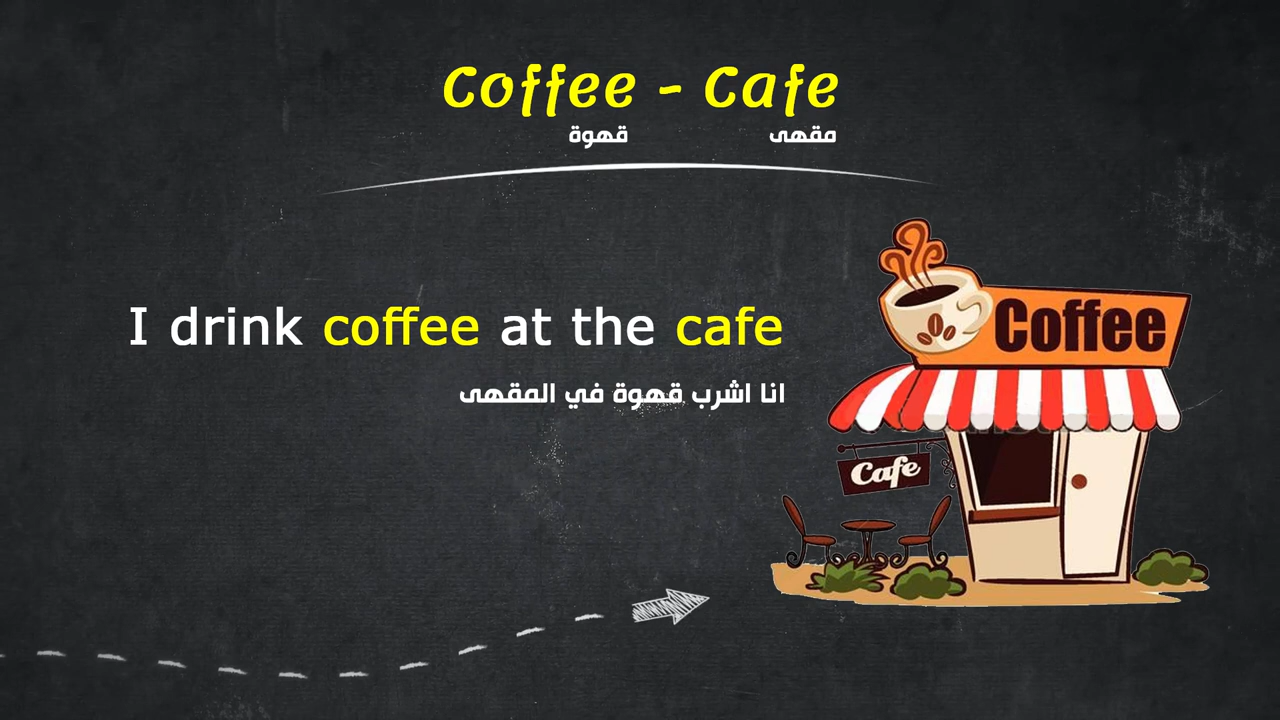 Coffee - Cafe
قهوة مقهى
I drink coffee at the cafe
انا اشرب قهوة في المقهى
Coffee
Cafe